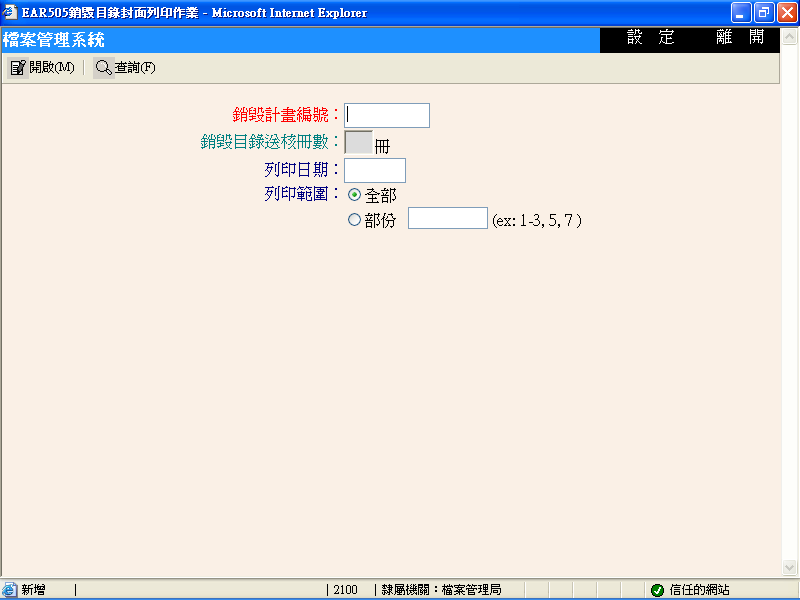 EAR505銷毀目錄封面列印作業 - Microsoft Internet Explorer
檔案管理系統 設 定 離 開
開啟(M) 查詢(F)
銷毀計畫編號：
銷毀目錄送核冊數： 冊
列印日期：
列印範圍： 全部
部份 (ex: 1-3, 5, 7 )
新增 | | 2100 | 隸屬機關：檔案管理局 信任的網站